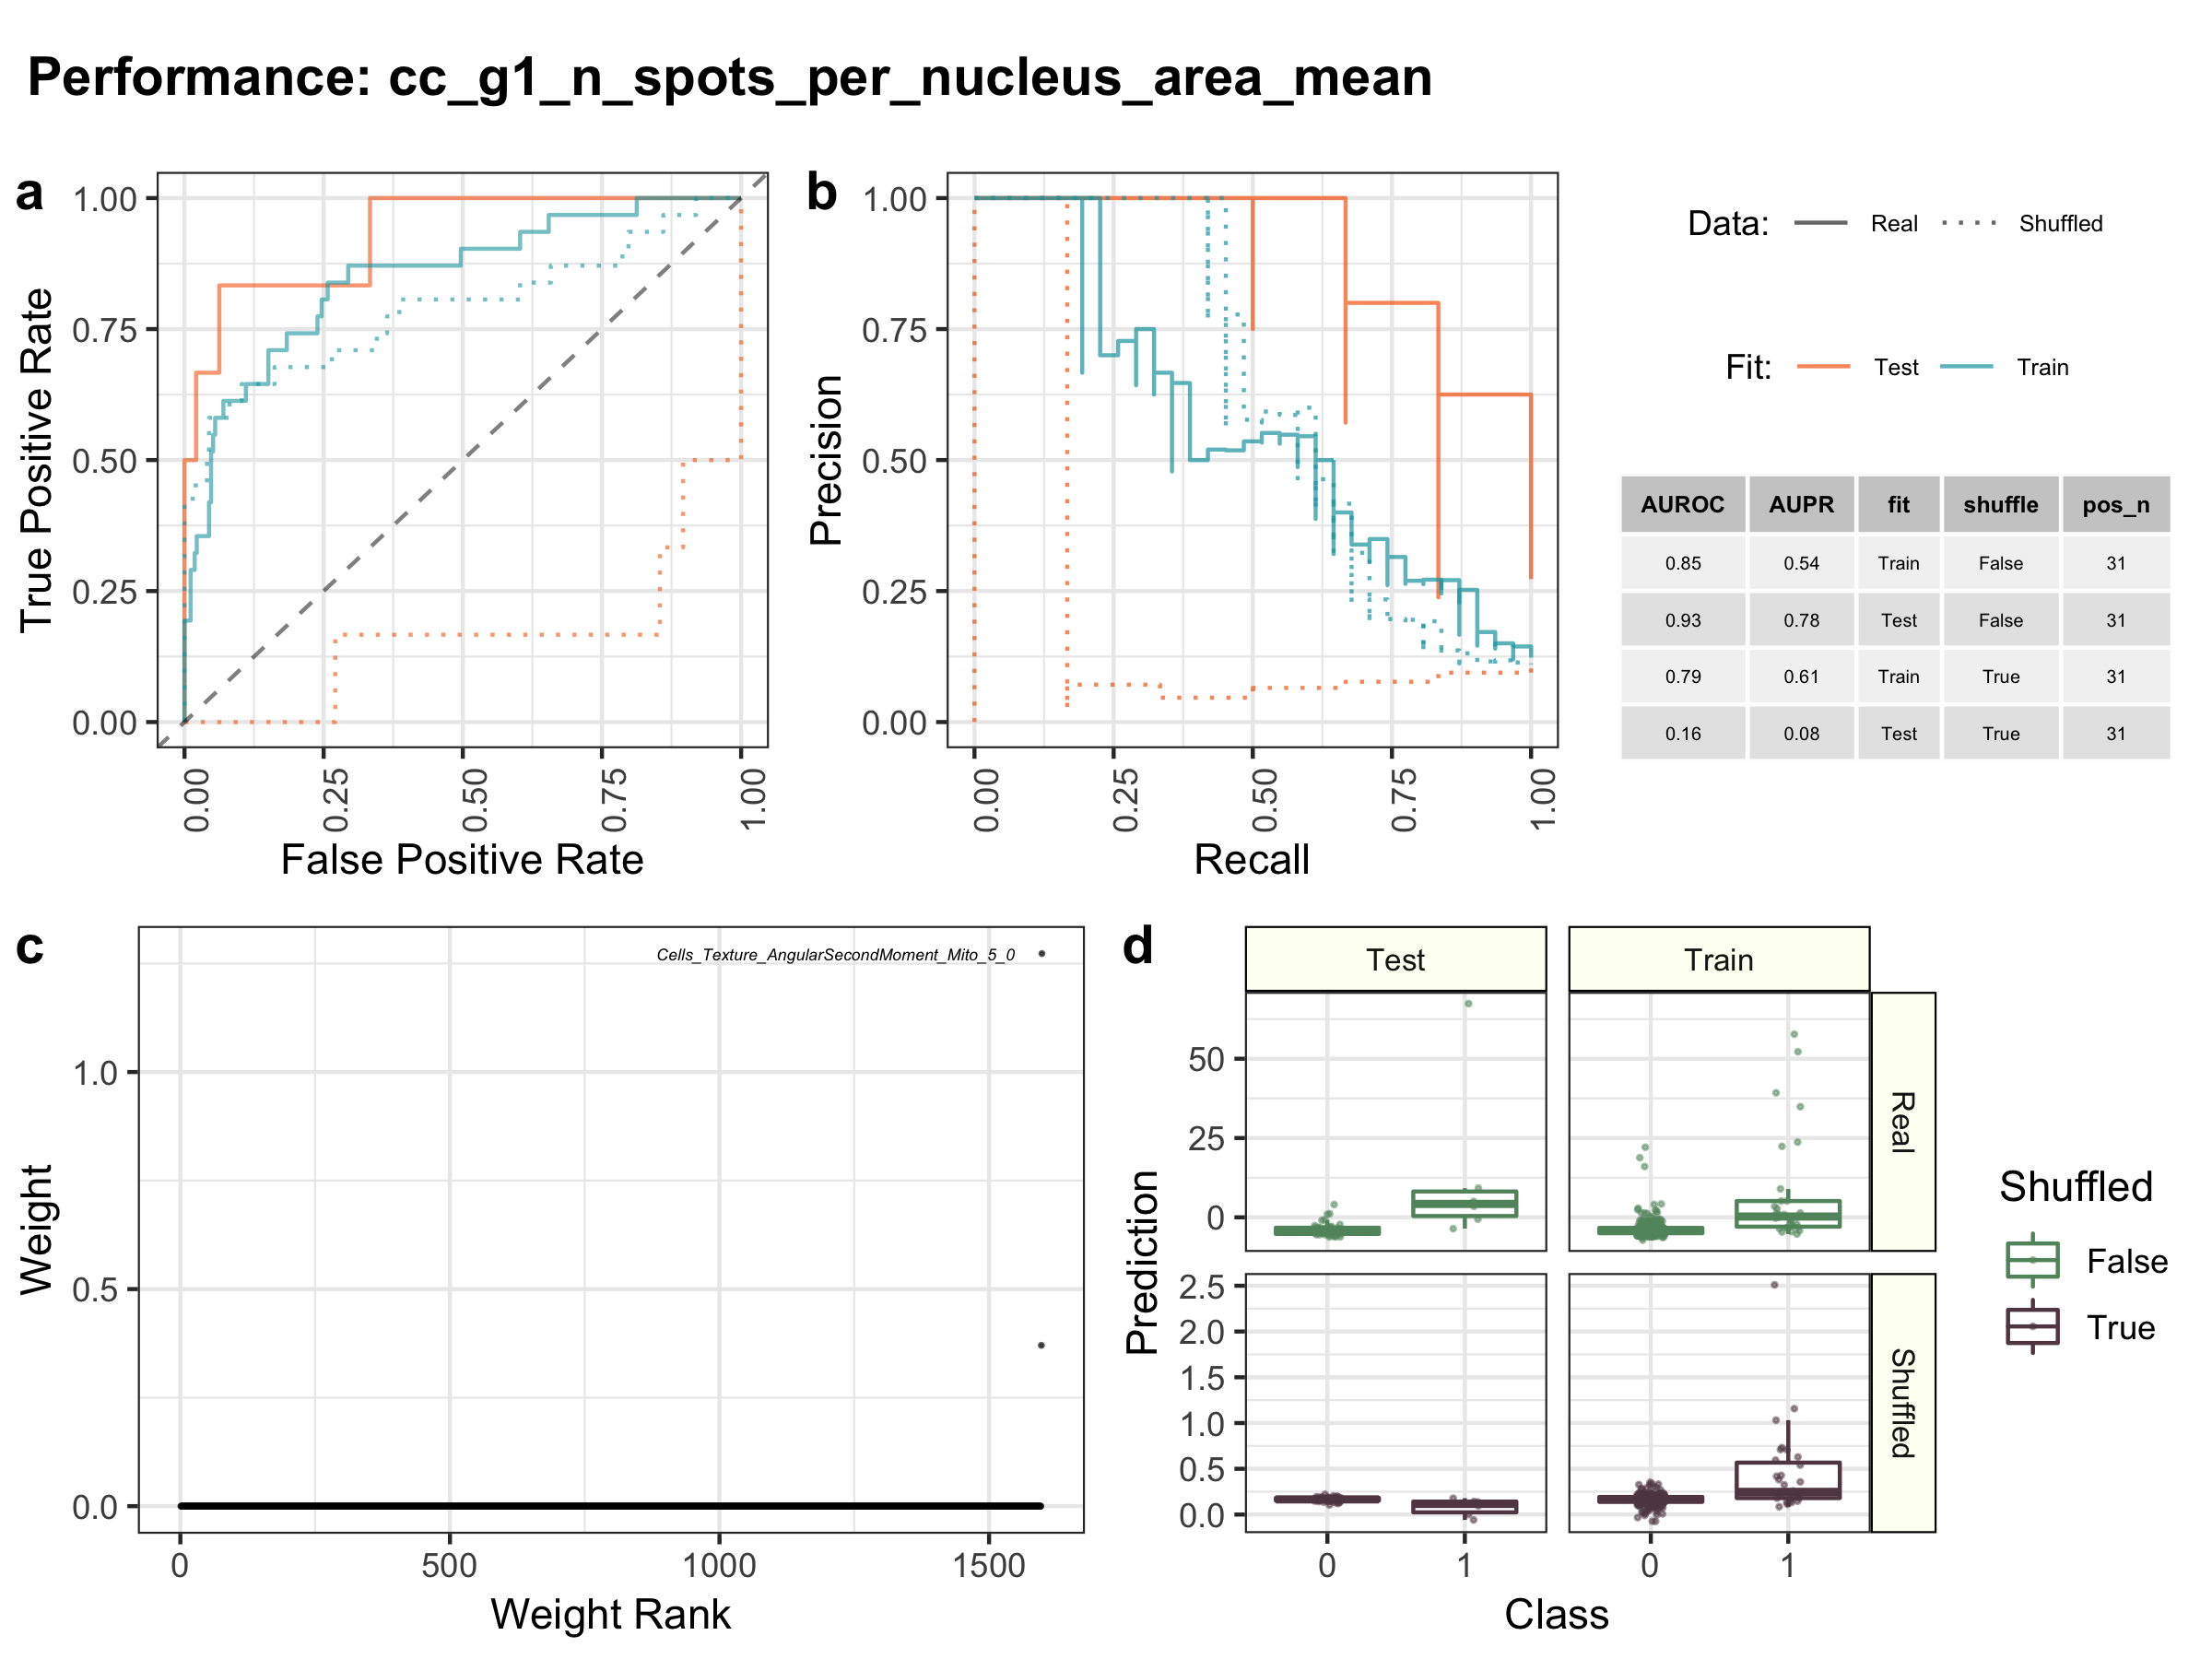 Performance: cc_g1_n_spots_per_nucleus_area_mean
a
1.00
0.75
0.50
0.25
0.00
True Positive Rate
0.00 0.25 0.50 0.75 1.00
False Positive Rate
b
1.00
0.75
0.50
0.25
0.00
Precision
0.00 0.25 0.50 0.75 1.00
Recall
Data: Real Shuffled
Fit: Test Train
AUROC AUPR fit shuffle pos_n
0.85 0.54 Train False 31
0.93 0.78 Test False 31
0.79 0.61 Train True 31
0.16 0.08 Test True 31
c
Cells_Texture_AngularSecondMoment_Mito_5_0
1.0
0.5
0.0
Weight
0 500 1000 1500
Weight Rank
d
Test Train
50
25
0
Real
2.5
2.0
1.5
1.0
0.5
0.0
Shuffled
Prediction
0 1 0 1
Class
Shuffled
False
True